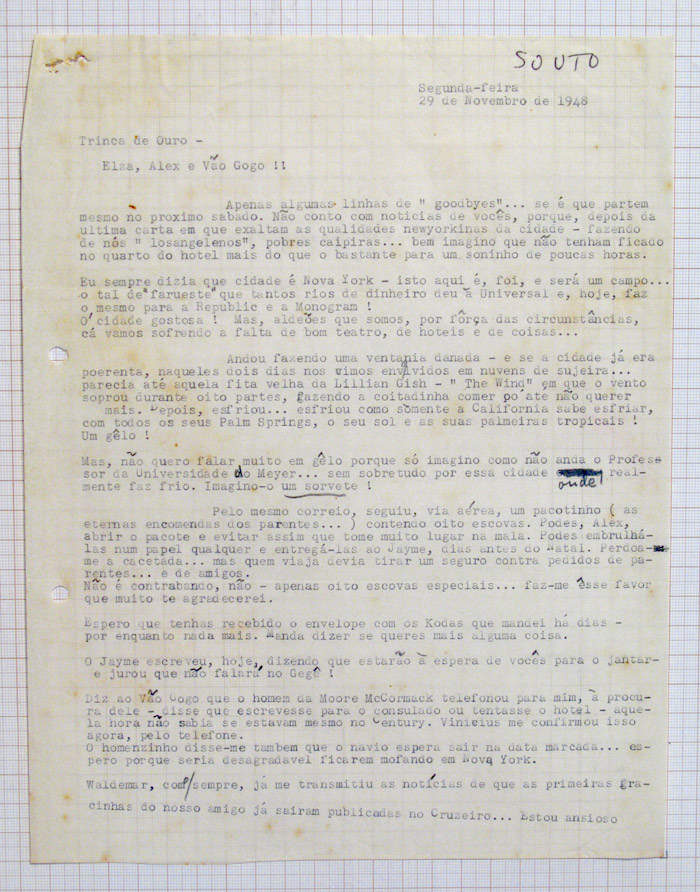 SOUTO
Segunda-feira
29 de Novembro de 1948
Trinca de Ouro -
Elza, Alex e Vão Gogo !!
Apenas algumas linhas de " goodbyes"... se é que partem
mesmo no proximo sabado. Não conto com noticias de vocês, porque, depois da
ultima carta em que exaltam as qualidades newyorkinas da cidade - fazendo
de nós " losangelenos", pobres caipiras... bem imagino que não tenham ficado
no quarto do hotel mais do que o bastante para um soninho de poucas horas.
Eu sempre dizia que cidade é Nova York - isto aqui é, foi, e será um campo...
o tal de "farueste" que tantos rios de dinheiro deu à Universal e, hoje, faz
o mesmo para a Republic e a Monogram !
O' cidade gostosa ! Mas, aldeões que somos, por fôrça das circunstâncias,
cá vamos sofrendo a falta de bom teatro, de hoteis e de coisas...
Andou fazendo uma ventania danada - e se a cidade já era
poerenta, naqueles dois dias nos vimos envolvidos em nuvens de sujeira...
parecia até aquela fita velha da Lillian Gish - " The Wind" em que o vento
soprou durante oito partes, gazendo a coitadinha comer po'até não querer
mais. Depois, esfriou... esfriou como sòmente a California sabe esfriar,
com todos os seus Palm Springs, o seu sol e as suas palmeiras tropicais !
Um gêlo !
Mas, não quero falar muito em gêlo porque só imagino como não anda o Profese
sor da Universidade do Meyer... sem sobretudo por essa cidade onde real-
mente faz frio. Imagino-o um sorvete !
Pelo mesmo correio, seguiu, via aérea, um pacotinho ( as
eternas encomendas dos parentes... ) contendo oito escovas. Podes, Alex,
abrir o pacote e evitar assim que tome muito lugar na mala. Podes embrulhá-
las num papel qualquer e entregá-las ao Jayme, dias antes do Natal. Perdoa-
me a cacetada... mas quem viaja devia tirar um seguro contra pedidos de pa-
rentes... e de amigos.
Não é contrabando, não - apenas oito escovas especiais... faz-me êsse favor
que muito te agradecerei.
Espero que tenhas recebido o envelope com os Kodas que mandei há dias -
por enquanto nada mais. Manda dizer se queres mais alguma coisa.
O Jayme escreveu, hoje, dizendo que estarão à espera de vocês para o jantar-
e jurou que não falará no Gegê !
Diz ao Vão Gogo que o homem da Moore McCormack telefonou para mim, à procu-
ra dele - disse que escrevesse para o consulado ou tentasse o hotel - aque-
la hora não sabia se estavam mesmo no Century. Vinicius me confirmou isso
agora, pelo telefone.
O homenzinho disse-me tambem que o navio espera sair na data marcada... es-
pero porque seria desagradavel ficarem mofando em Nova York.
Waldemar, com/sempre, já me transmitiu as notícias de que as primeiras gra-
cinhas do nosso amigo já sairam publicadas no Cruzeiro... Estou ansioso